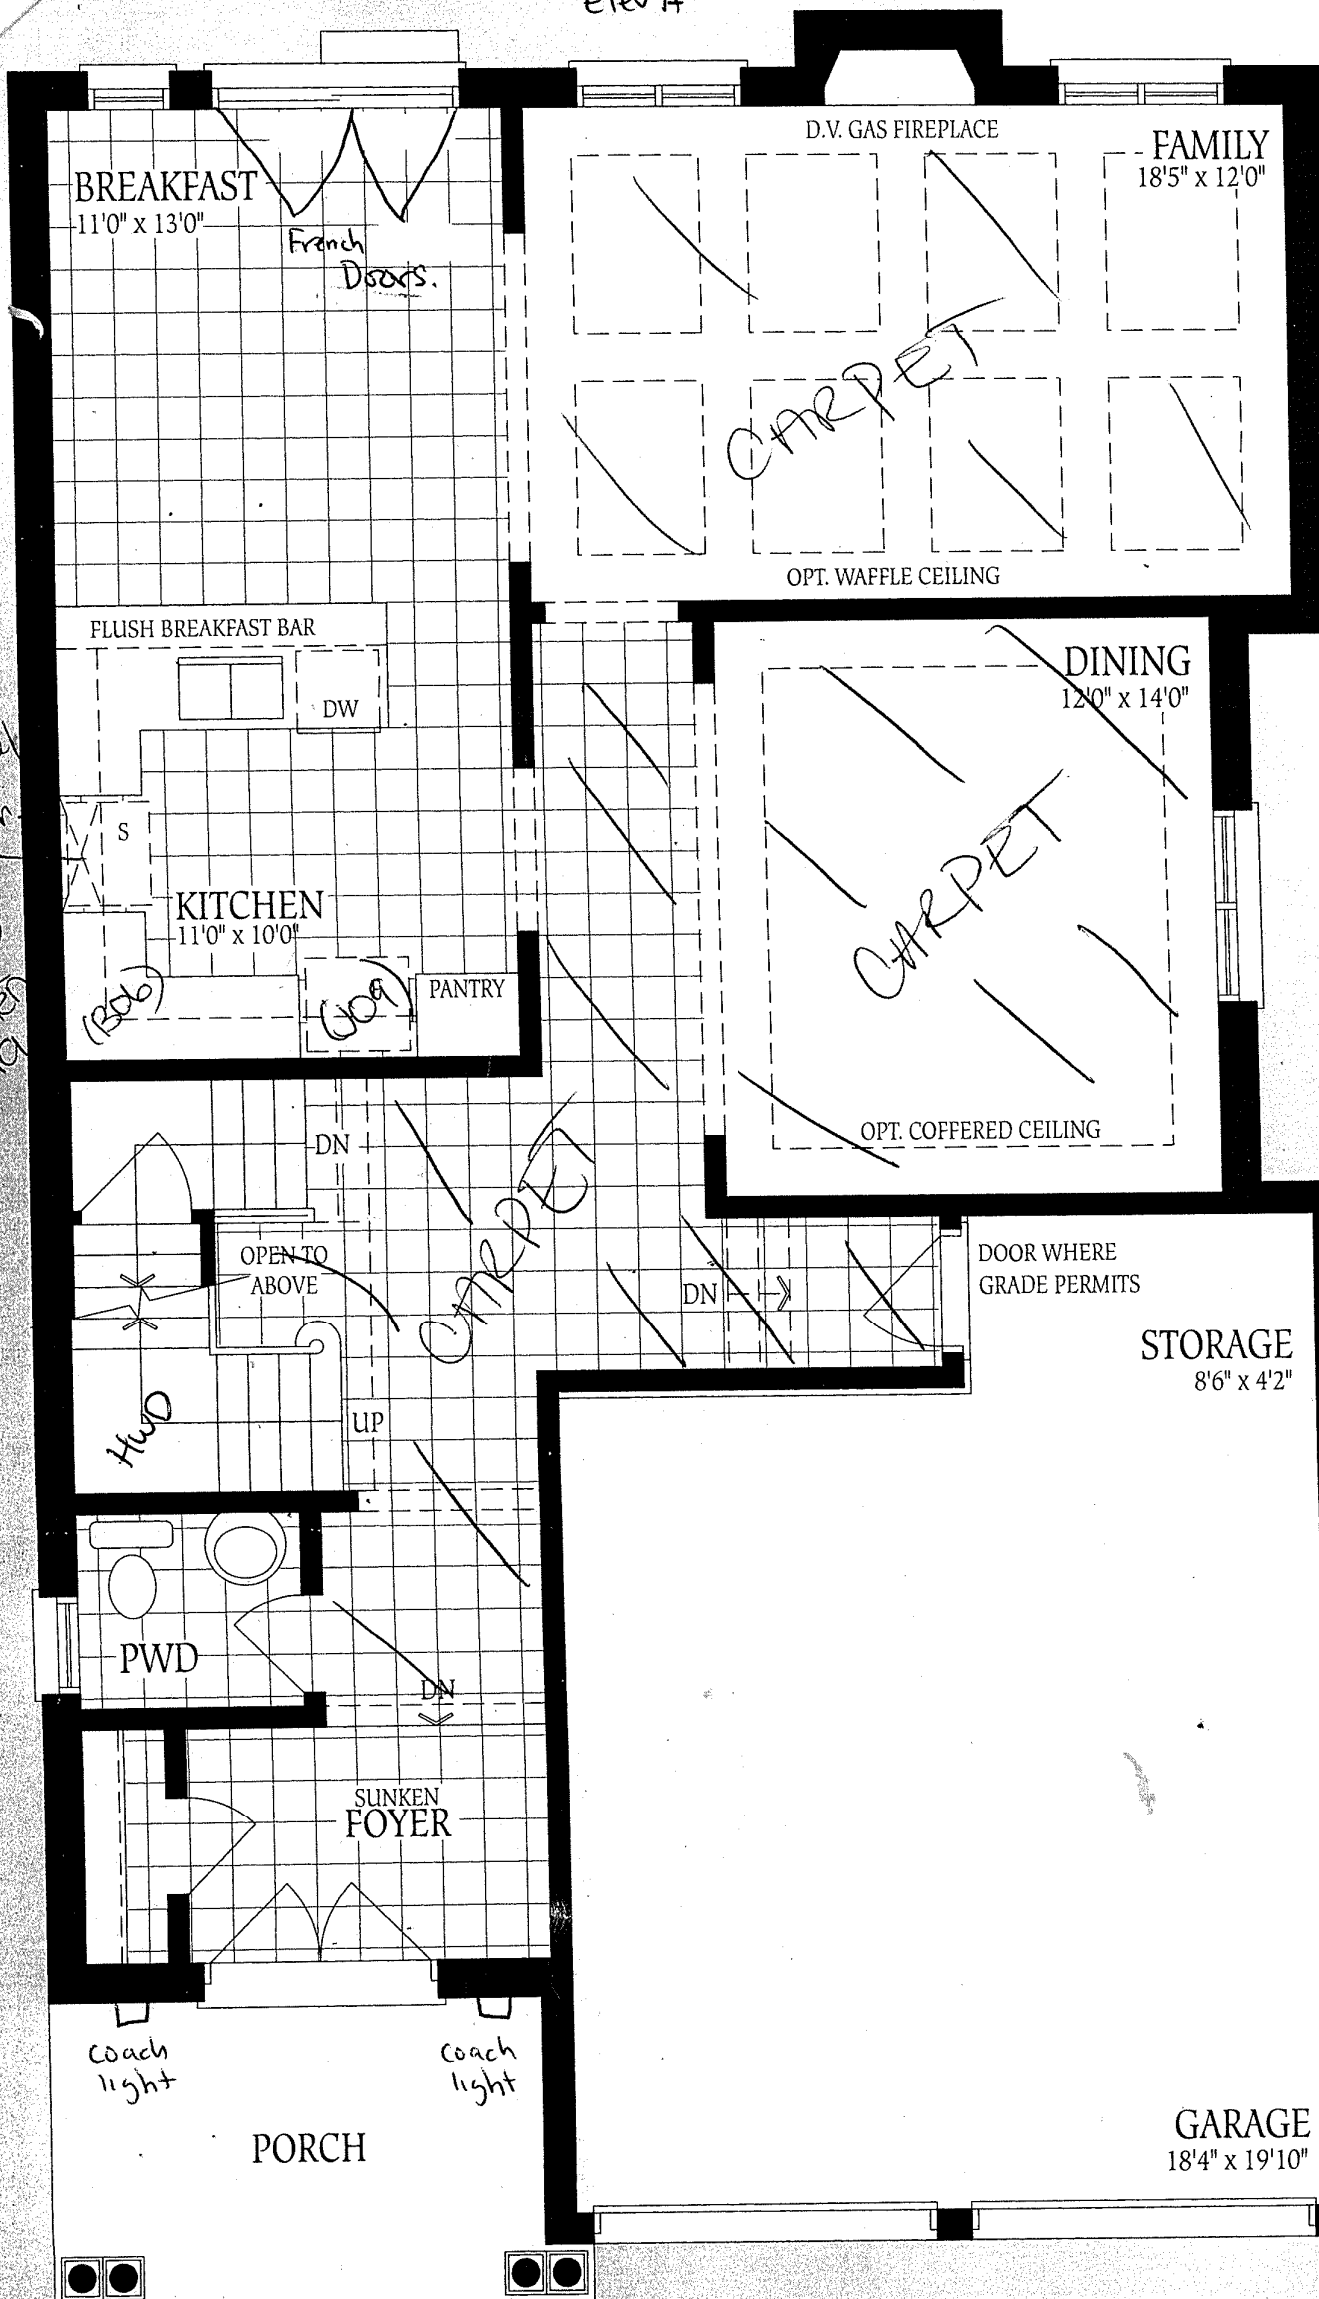 Elev A
D.V. GAS FIREPLACE
FAMILY
18'5" x 12'0"
BREAKFAST
11'0" x 13'0"
French
Doors.
CARPET
OPT. WAFFLE CEILING
FLUSH BREAKFAST BAR
DW
DINING
12'0" x 14'0"
S
CARPET
KITCHEN
11'0" x 10'0"
(B06)
PANTRY
OPT. COFFERED CEILING
DN
CARPET
OPEN TO
ABOVE
DN
DOOR WHERE
GRADE PERMITS
STORAGE
8'6" x 4'2"
HWD
UP
PWD
DN
SUNKEN
FOYER
coach
light
coach
light
PORCH
GARAGE
18'4" x 19'10"